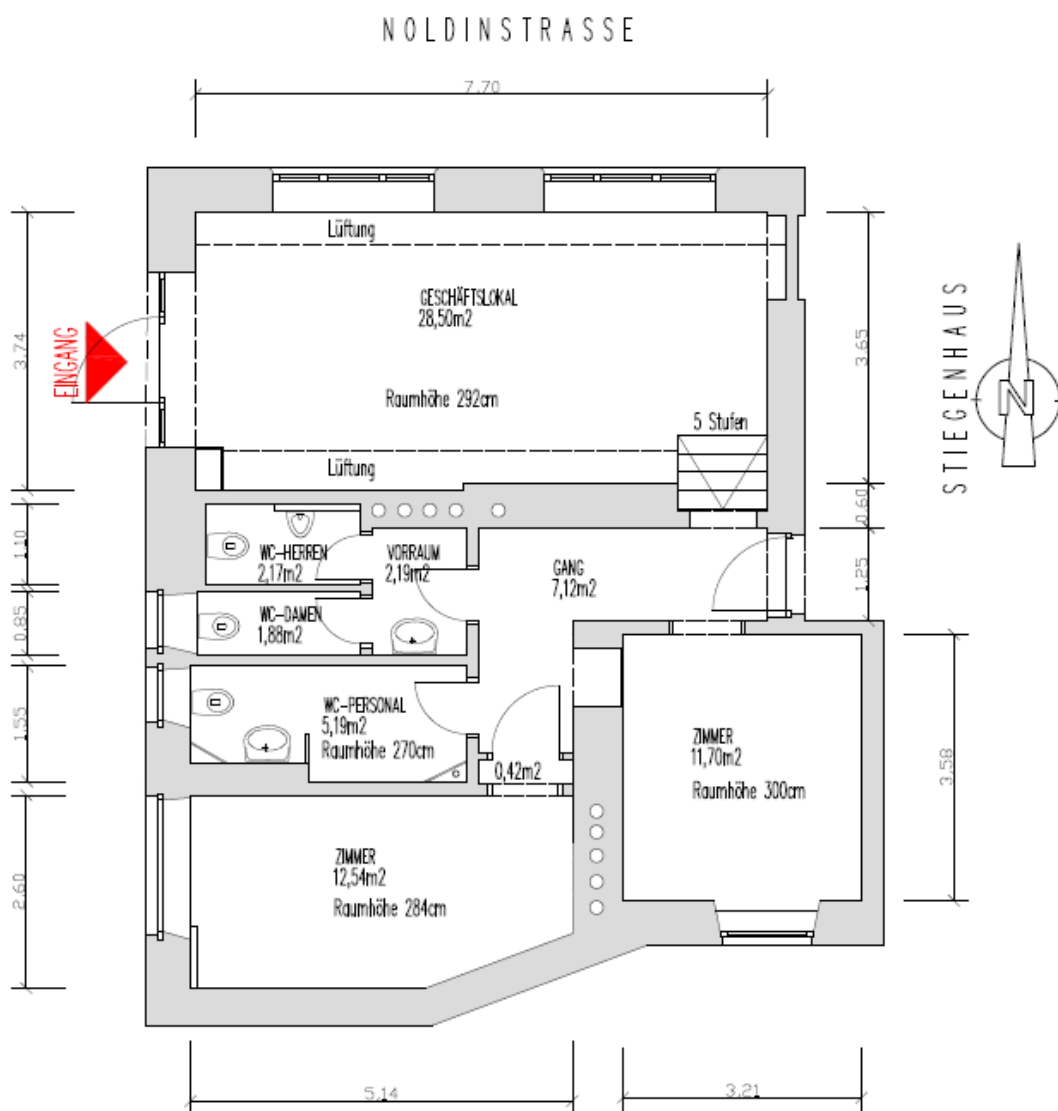 NOLDINSTRASSE
7.70
Lüftung
GESCHÄFTSLOKAL
28,50m2
Raumhöhe 292cm
EINGANG
3.74
3.65
STIEGENHAUS
N
5 Stufen
Lüftung
0.60
1.10
WC-HERREN
2,17m2
VORRAUM
2,19m2
GANG
7,12m2
1.25
0.85
WC-DAMEN
1,88m2
1.55
WC-PERSONAL
5,19m2
Raumhöhe 270cm
0,42m2
ZIMMER
11,70m2
Raumhöhe 300cm
3.58
2.60
ZIMMER
12,54m2
Raumhöhe 284cm
5.14
3.21